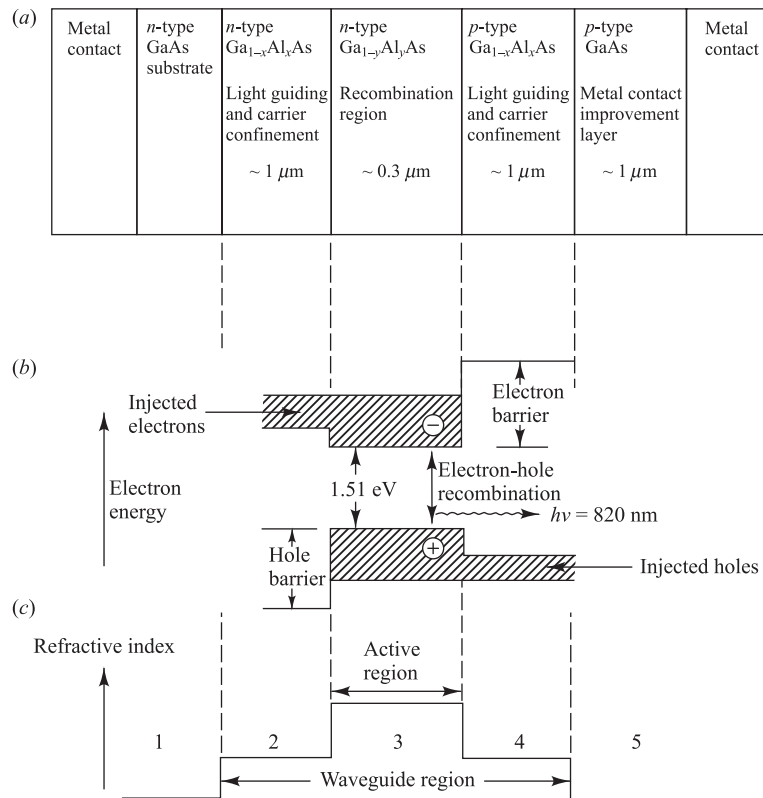 (a)
Metal
contact
n-type
GaAs
substrate
n-type
Ga₁₋ₓAlₓAs
Light guiding
and carrier
confinement
~ 1 μm
n-type
Ga₁₋yAlyAs
Recombination
region
~ 0.3 μm
p-type
Ga₁₋ₓAlₓAs
Light guiding
and carrier
confinement
~ 1 μm
p-type
GaAs
Metal contact
improvement
layer
~ 1 μm
Metal
contact
(b)
Injected
electrons
Electron
barrier
−
Electron
energy
1.51 eV
Electron-hole
recombination
hν = 820 nm
Hole
barrier
+
Injected holes
(c)
Refractive index
Active
region
1
2
3
4
5
Waveguide region